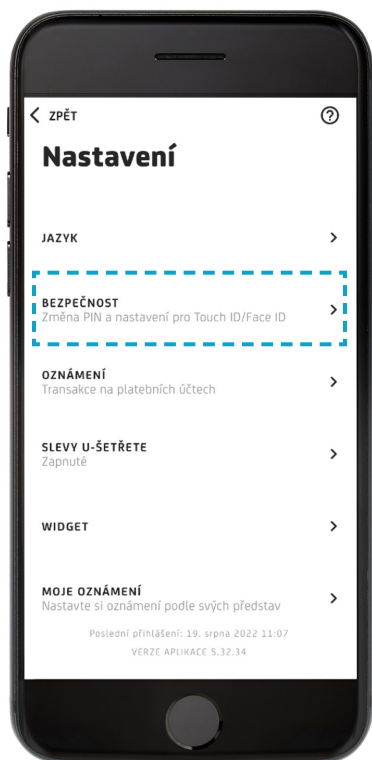 ZPĚT
Nastavení
JAZYK
BEZPEČNOST
Změna PIN a nastavení pro Touch ID/Face ID
OZNÁMENÍ
Transakce na platebních účtech
SLEVY U-ŠETŘETE
Zapnuté
WIDGET
MOJE OZNÁMENÍ
Nastavte si oznámení podle svých představ
Poslední přihlášení: 19. srpna 2022 11:07
VERZE APLIKACE 5.32.34